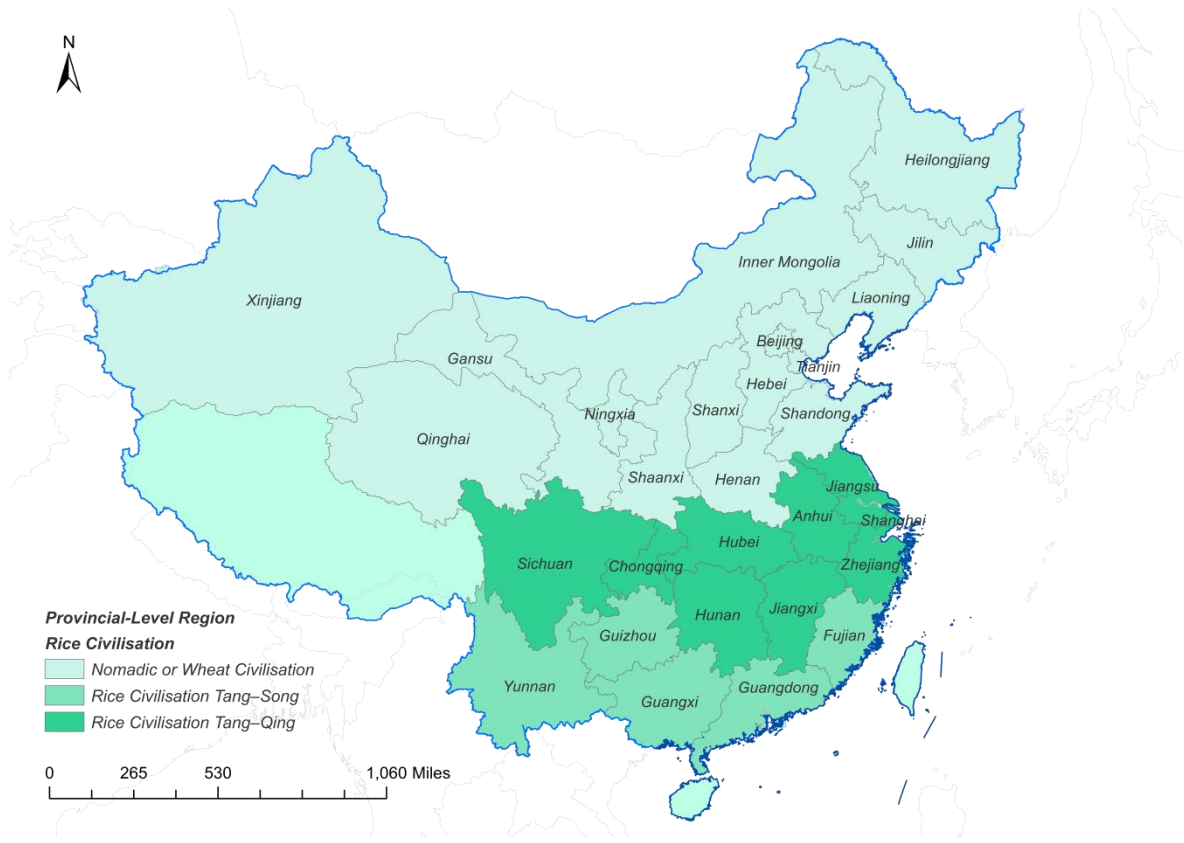 N
Heilongjiang
Jilin
Inner Mongolia
Liaoning
Xinjiang
Beijing
Gansu
Tianjin
Hebei
Ningxia
Shanxi
Shandong
Qinghai
Shaanxi
Henan
Jiangsu
Anhui
Shanghai
Hubei
Sichuan
Chongqing
Zhejiang
Hunan
Jiangxi
Guizhou
Fujian
Yunnan
Guangdong
Guangxi
Provincial-Level Region
Rice Civilisation
Nomadic or Wheat Civilisation
Rice Civilisation Tang–Song
Rice Civilisation Tang–Qing
0 265 530 1,060 Miles